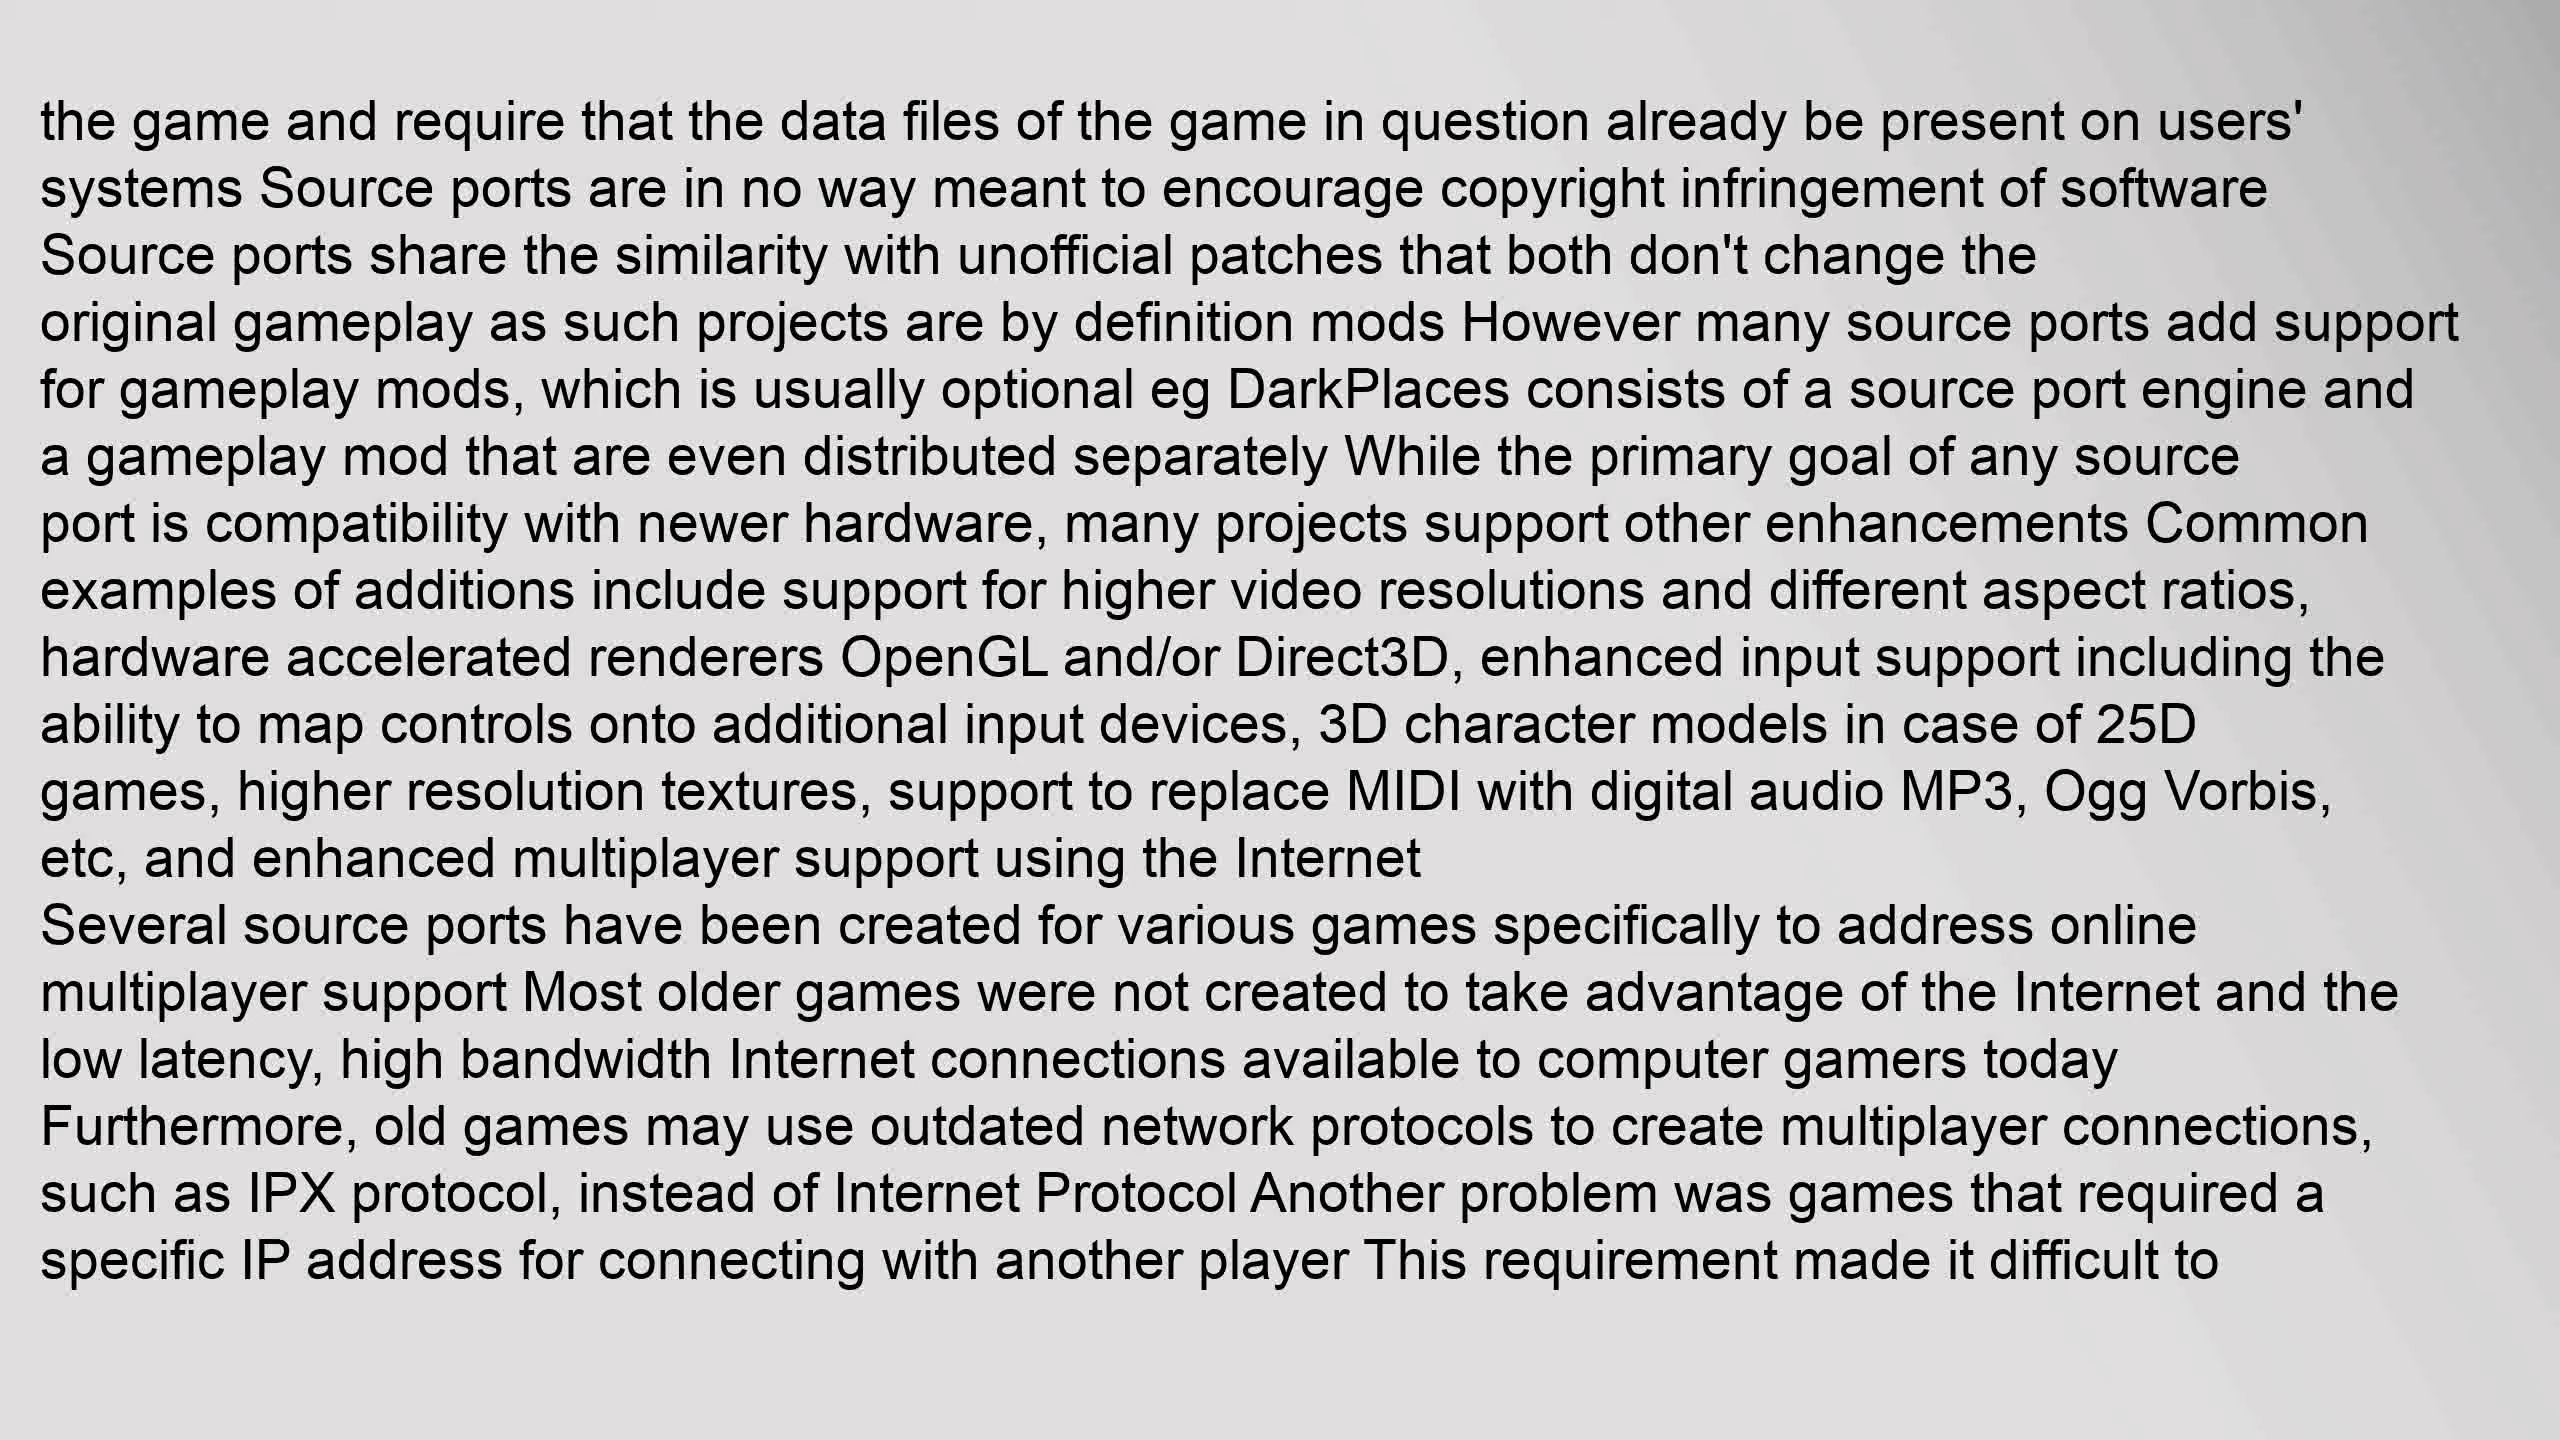 the game and require that the data files of the game in question already be present on users'
systems Source ports are in no way meant to encourage copyright infringement of software
Source ports share the similarity with unofficial patches that both don't change the
original gameplay as such projects are by definition mods However many source ports add support
for gameplay mods, which is usually optional eg DarkPlaces consists of a source port engine and
a gameplay mod that are even distributed separately While the primary goal of any source
port is compatibility with newer hardware, many projects support other enhancements Common
examples of additions include support for higher video resolutions and different aspect ratios,
hardware accelerated renderers OpenGL and/or Direct3D, enhanced input support including the
ability to map controls onto additional input devices, 3D character models in case of 25D
games, higher resolution textures, support to replace MIDI with digital audio MP3, Ogg Vorbis,
etc, and enhanced multiplayer support using the Internet
Several source ports have been created for various games specifically to address online
multiplayer support Most older games were not created to take advantage of the Internet and the
low latency, high bandwidth Internet connections available to computer gamers today
Furthermore, old games may use outdated network protocols to create multiplayer connections,
such as IPX protocol, instead of Internet Protocol Another problem was games that required a
specific IP address for connecting with another player This requirement made it difficult to